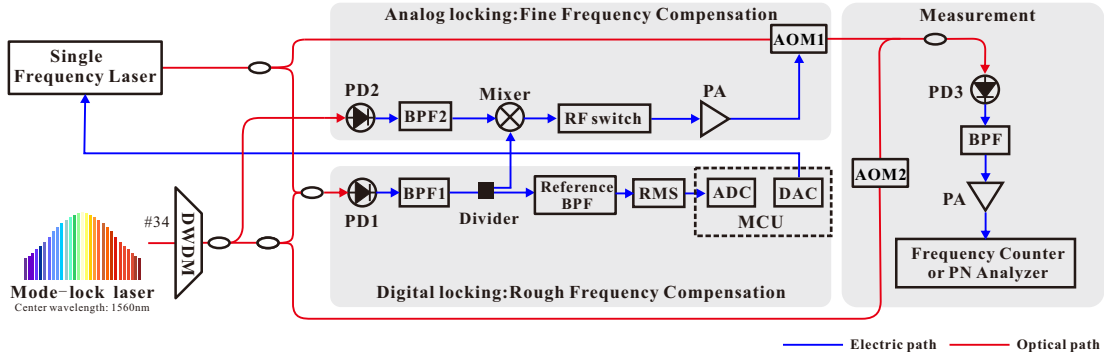 Analog locking:Fine Frequency Compensation
Measurement
Single
Frequency Laser
AOM1
PD2
BPF2
Mixer
RF switch
PA
PD3
BPF
PD1
BPF1
Divider
Reference
BPF
RMS
ADC
DAC
MCU
AOM2
PA
#34
DWDM
Frequency Counter
or PN Analyzer
Mode-lock laser
Center wavelength: 1560nm
Digital locking:Rough Frequency Compensation
Electric path
Optical path